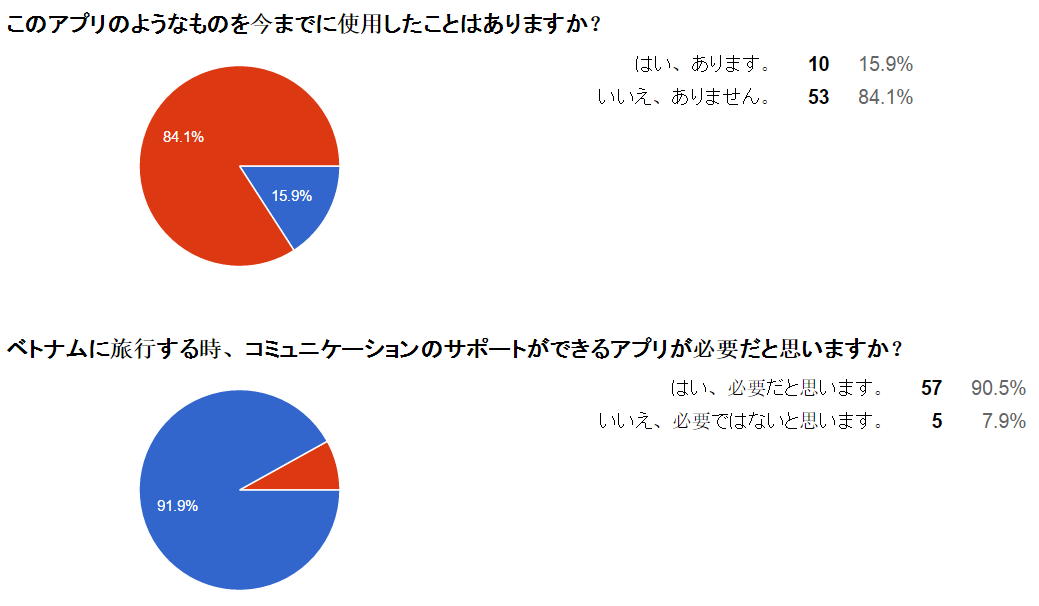 このアプリのようなものを今までに使用したことはありますか？
はい、あります。 10 15.9%
いいえ、ありません。 53 84.1%
84.1%
15.9%
ベトナムに旅行する時、コミュニケーションのサポートができるアプリが必要だと思いますか？
はい、必要だと思います。 57 90.5%
いいえ、必要ではないと思います。 5 7.9%
91.9%